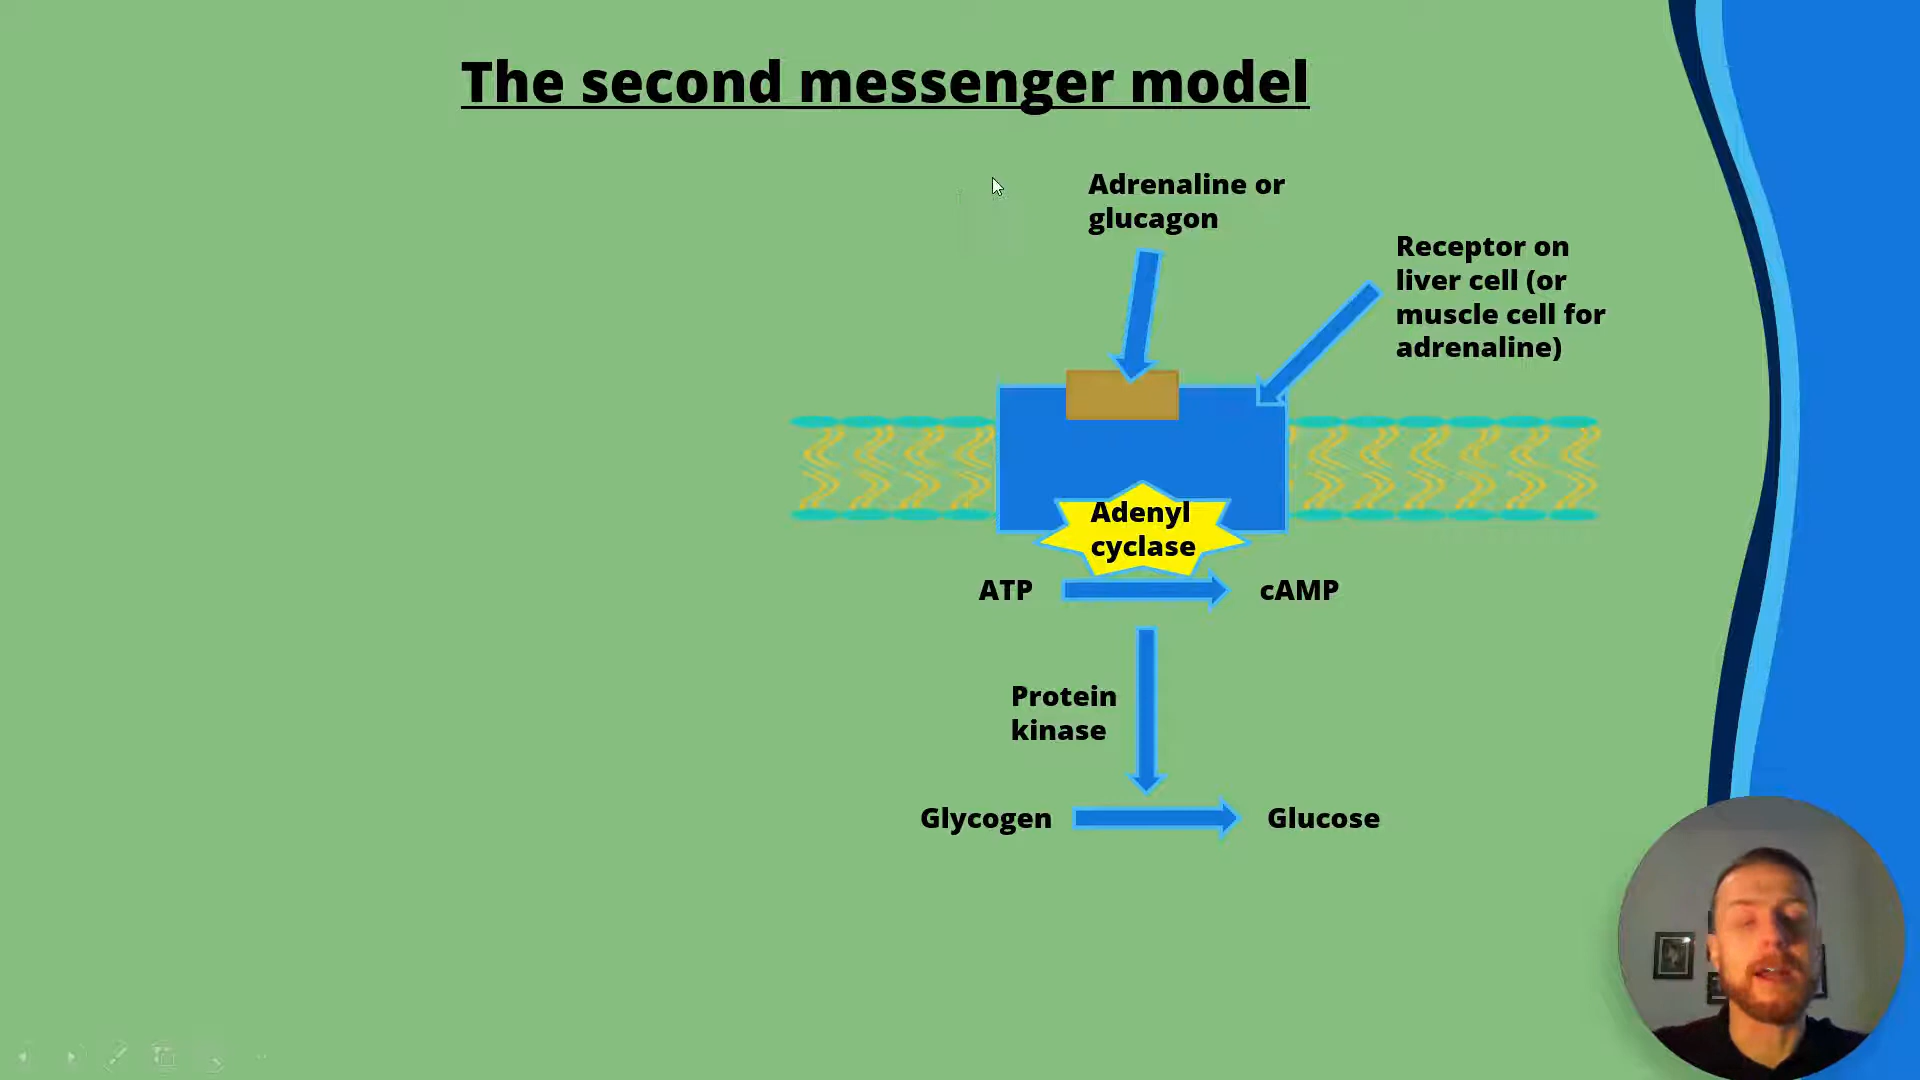 The second messenger model
Adrenaline or
glucagon
Receptor on
liver cell (or
muscle cell for
adrenaline)
Adenyl
cyclase
ATP
cAMP
Protein
kinase
Glycogen
Glucose